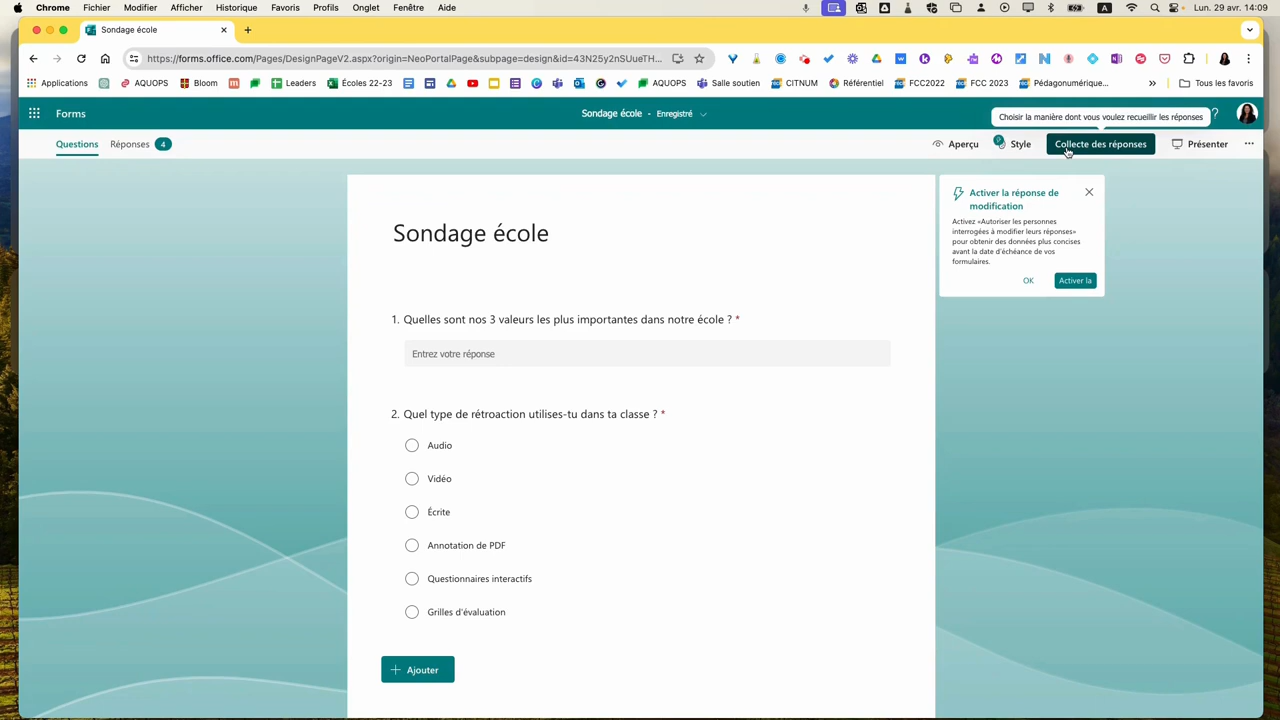 Chrome Fichier Modifier Afficher Historique Favoris Profils Onglet Fenêtre Aide Lun. 29 avr. à 14:09
Sondage école
https://forms.office.com/Pages/DesignPageV2.aspx?origin=NeoPortalPage&subpage=design&id=43N25y2nSUueTH...
Applications AQUOPS Bloom Leaders Écoles 22-23 AQUOPS Salle soutien CITNUM Référentiel FCC2022 FCC 2023 Pédagonumérique... » Tous les favoris
Forms
Sondage école - Enregistré
Choisir la manière dont vous voulez recueillir les réponses
?
Questions Réponses 4
Aperçu Style Collecte des réponses Présenter ...
Activer la réponse de
modification
Activez «Autoriser les personnes
interrogées à modifier leurs réponses»
pour obtenir des données plus concises
avant la date d'échéance de vos
formulaires.
OK Activer la
Sondage école
1. Quelles sont nos 3 valeurs les plus importantes dans notre école ? *
Entrez votre réponse
2. Quel type de rétroaction utilises-tu dans ta classe ? *
Audio
Vidéo
Écrite
Annotation de PDF
Questionnaires interactifs
Grilles d'évaluation
+ Ajouter